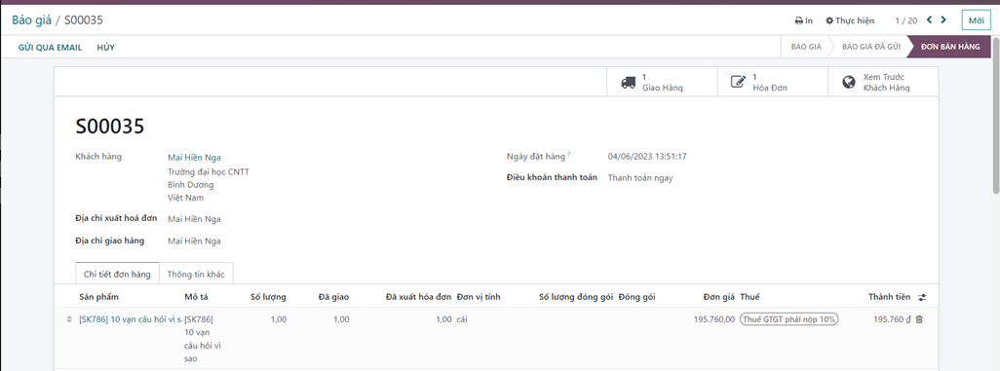 Báo giá / S00035
In
Thực hiện
1 / 20
Mới
GỬI QUA EMAIL
HỦY
BÁO GIÁ
BÁO GIÁ ĐÃ GỬI
ĐƠN BÁN HÀNG
1
Giao Hàng
1
Hóa Đơn
Xem Trước
Khách Hàng
S00035
Khách hàng
Mai Hiền Nga
Trường đại học CNTT
Bình Dương
Việt Nam
Ngày đặt hàng ?
04/06/2023 13:51:17
Điều khoản thanh toán
Thanh toán ngay
Địa chỉ xuất hoá đơn
Mai Hiền Nga
Địa chỉ giao hàng
Mai Hiền Nga
Chi tiết đơn hàng
Thông tin khác
Sản phẩm
Mô tả
Số lượng
Đã giao
Đã xuất hóa đơn
Đơn vị tính
Số lượng đóng gói
Đóng gói
Đơn giá
Thuế
Thành tiền
[SK786] 10 vạn câu hỏi vì s
[SK786]
10 vạn
câu hỏi vì
sao
1,00
1,00
1,00
cái
195.760,00
Thuế GTGT phải nộp 10%
195.760 ₫